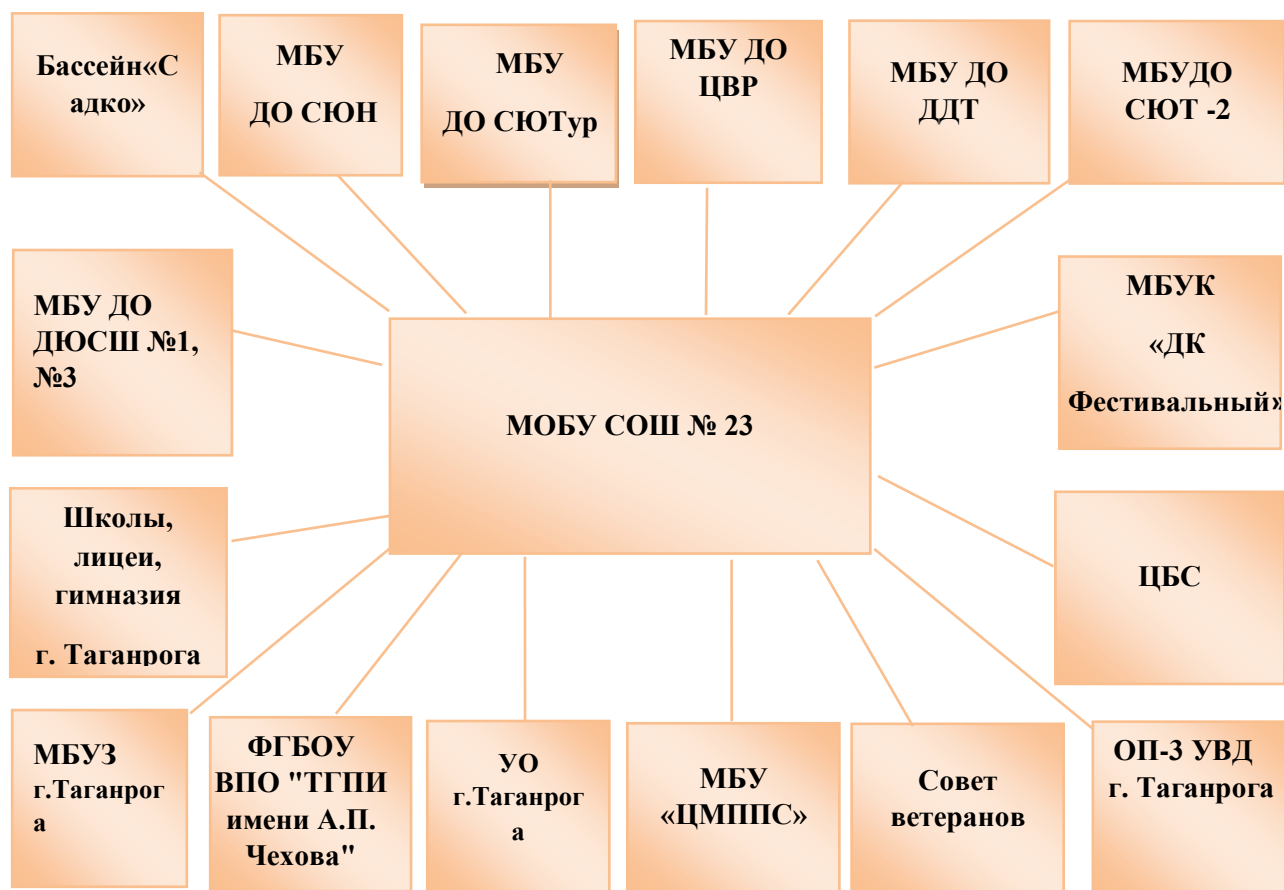 Бассейн«С
адко»
МБУ
ДО СЮН
МБУ
ДО СЮТур
МБУ ДО
ЦВР
МБУ ДО
ДДТ
МБУДО
СЮТ -2
МБУ ДО
ДЮСШ №1,
№3
МБУК
«ДК
Фестивальный»
МОБУ СОШ № 23
Школы,
лицеи,
гимназия
г. Таганрога
ЦБС
МБУЗ
г.Таганрог
а
ФГБОУ
ВПО "ТГПИ
имени А.П.
Чехова"
УО
г.Таганрог
а
МБУ
«ЦМППС»
Совет
ветеранов
ОП-3 УВД
г. Таганрога